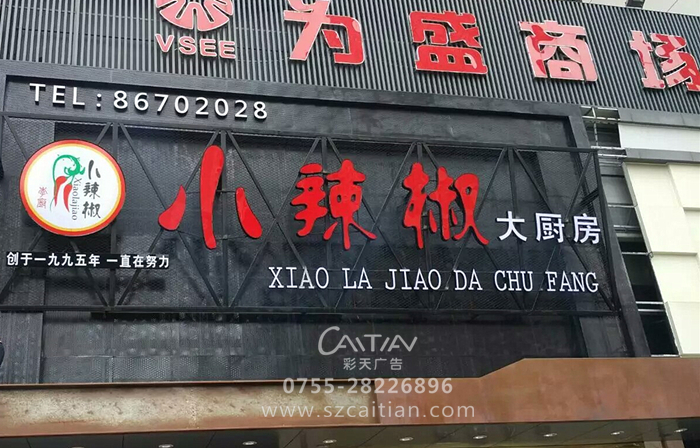 为盛商场
VSEE
TEL:86702028
小辣椒
Xiaolajiao
小辣椒大厨房
创于一九九五年 一直在努力
XIAO LA JIAO DA CHU FANG
CAITIAN
彩天广告
0755-28226896
www.szcaitian.com